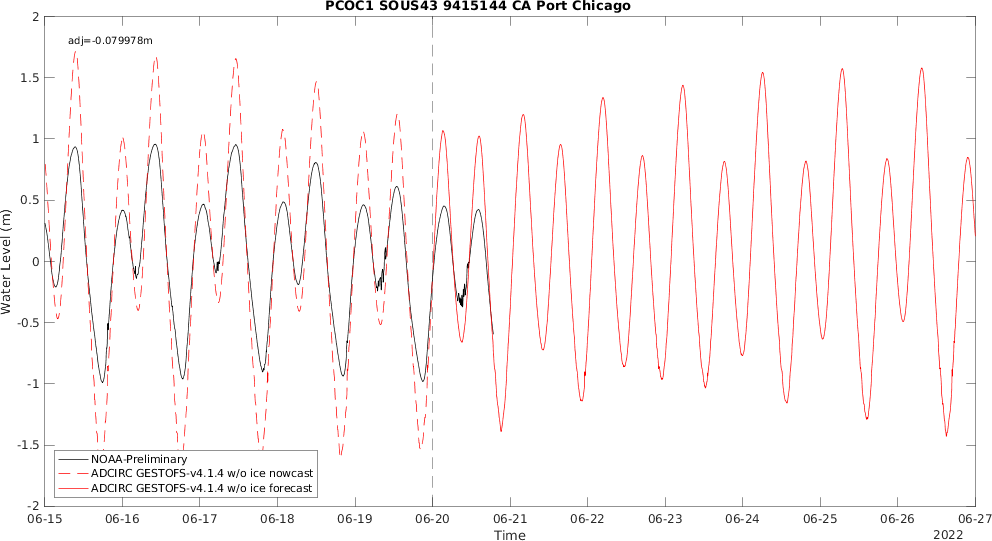 PCOC1 SOUS43 9415144 CA Port Chicago
adj=-0.079978m
2
1.5
1
0.5
0
-0.5
-1
-1.5
-2
Water Level (m)
NOAA-Preliminary
ADCIRC GESTOFS-v4.1.4 w/o ice nowcast
ADCIRC GESTOFS-v4.1.4 w/o ice forecast
06-15 06-16 06-17 06-18 06-19 06-20 06-21 06-22 06-23 06-24 06-25 06-26 06-27
Time
2022